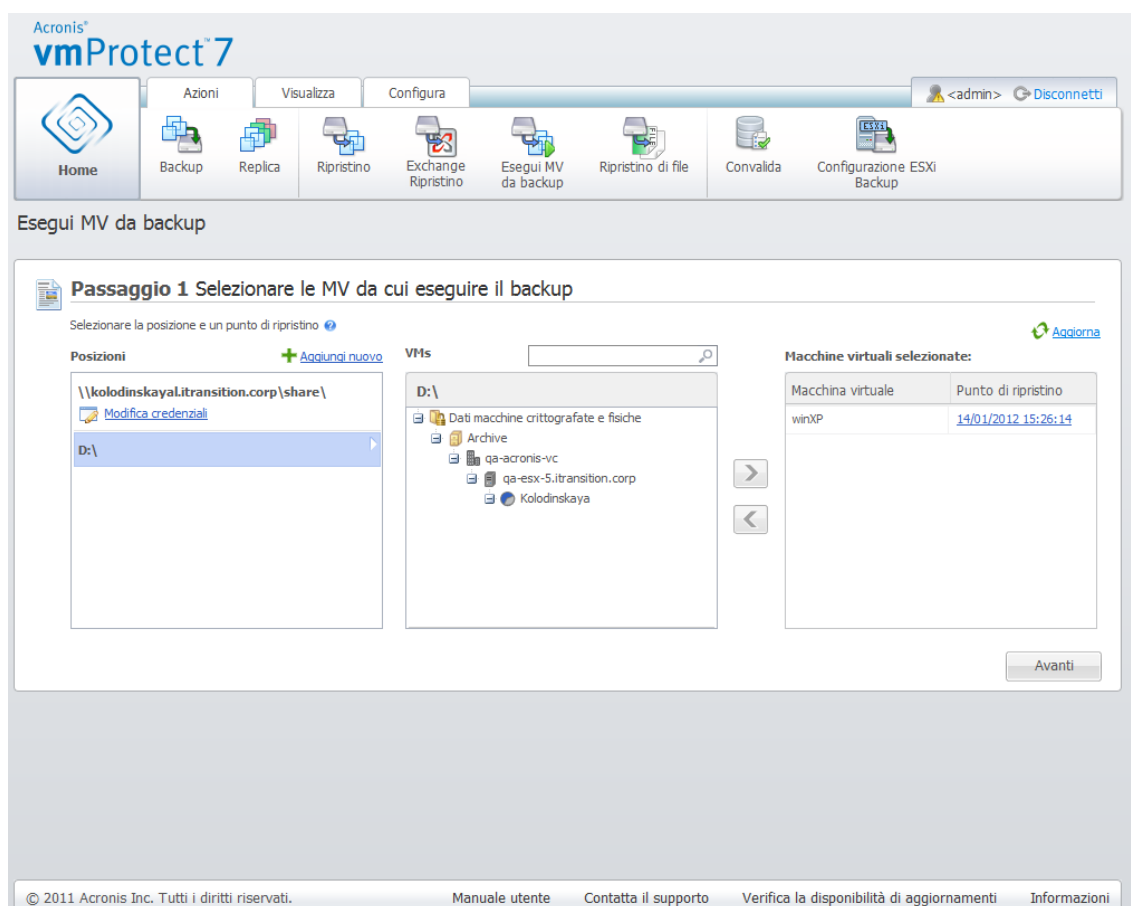 Acronis®
vmProtect™ 7
Azioni
Visualizza
Configura
<admin>
Disconnetti
Home
Backup
Replica
Ripristino
Exchange
Ripristino
Esegui MV
da backup
Ripristino di file
Convalida
Configurazione ESXi
Backup
ESXi
Esegui MV da backup
Passaggio 1 Selezionare le MV da cui eseguire il backup
Selezionare la posizione e un punto di ripristino
Aggiorna
Posizioni
Aggiungi nuovo
\\kolodinskayal.itransition.corp\share\
Modifica credenziali
D:\
VMs
D:\
Dati macchine crittografate e fisiche
Archive
qa-acronis-vc
qa-esx-5.itransition.corp
Kolodinskaya
Macchine virtuali selezionate:
Macchina virtuale Punto di ripristino
winXP 14/01/2012 15:26:14
Avanti
© 2011 Acronis Inc. Tutti i diritti riservati.
Manuale utente
Contatta il supporto
Verifica la disponibilità di aggiornamenti
Informazioni